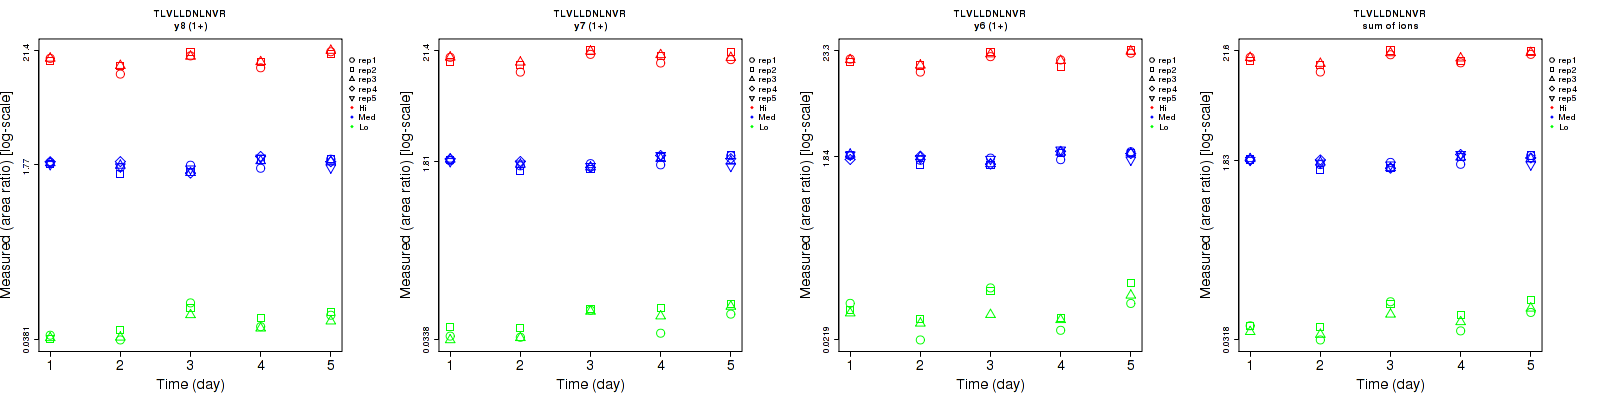 TLVLLDNLNVR
y8 (1+)
Measured (area ratio) [log-scale]
21.4
1.77
0.0381
1 2 3 4 5
Time (day)
rep1
rep2
rep3
rep4
rep5
Hi
Med
Lo
TLVLLDNLNVR
y7 (1+)
Measured (area ratio) [log-scale]
21.4
1.81
0.0338
1 2 3 4 5
Time (day)
rep1
rep2
rep3
rep4
rep5
Hi
Med
Lo
TLVLLDNLNVR
y6 (1+)
Measured (area ratio) [log-scale]
23.3
1.84
0.0219
1 2 3 4 5
Time (day)
rep1
rep2
rep3
rep4
rep5
Hi
Med
Lo
TLVLLDNLNVR
sum of ions
Measured (area ratio) [log-scale]
21.6
1.83
0.0318
1 2 3 4 5
Time (day)
rep1
rep2
rep3
rep4
rep5
Hi
Med
Lo